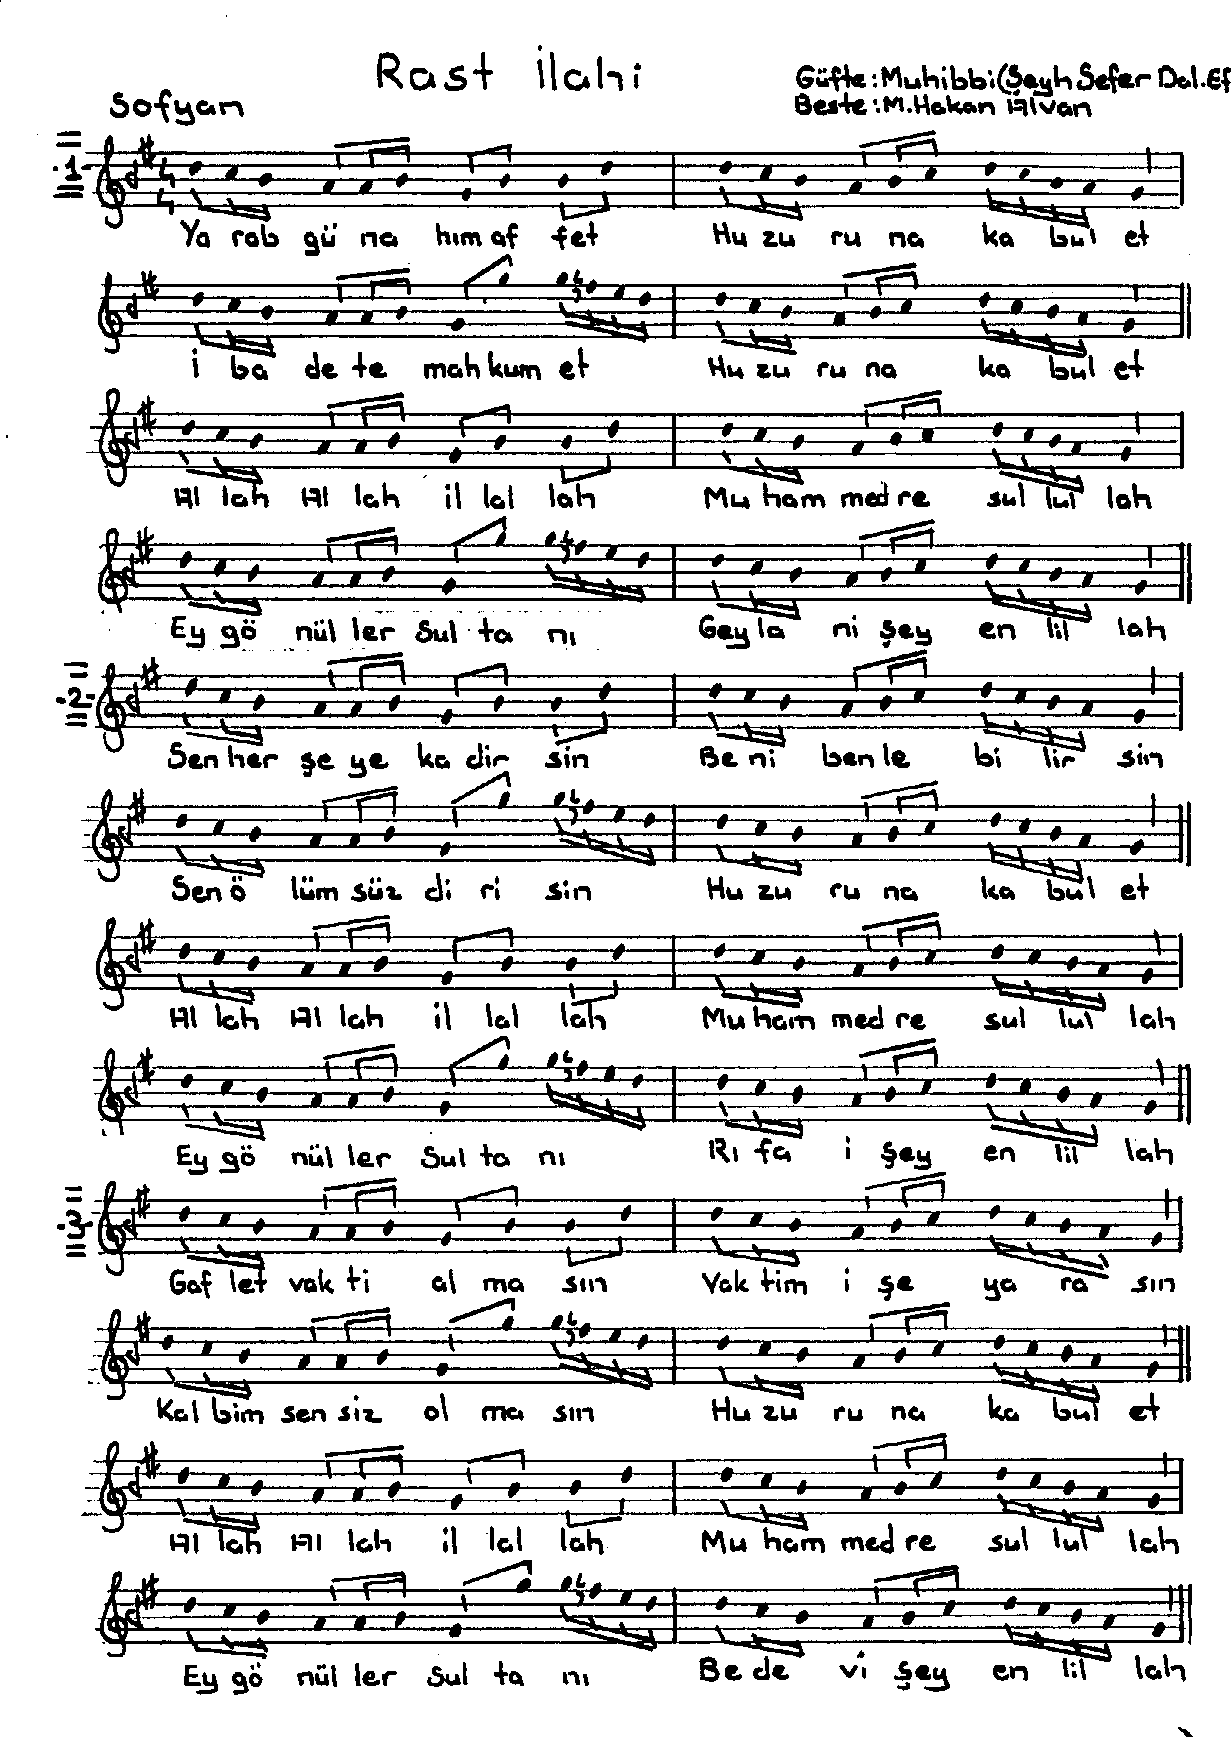 Rast İlahi
Güfte: Muhibbi (Şeyh Sefer Dal. Ef
Sofyan
Beste: M. Hakan Alvan
.1.
4 4
Ya rab gü na hım af fet Hu zu ru na ka bul et
i ba de te mah kum et Hu zu ru na ka bul et
Al lah Al lah il lal lah Mu ham med re sul lul lah
Ey gö nül ler Sul ta nı Gey la ni şey en lil lah
.2.
Sen her şe ye ka dir sin Be ni ben le bi lir sin
Sen ö lüm süz di ri sin Hu zu ru na ka bul et
Al lah Al lah il lal lah Mu ham med re sul lul lah
Ey gö nül ler Sul ta nı Rı fa i şey en lil lah
.3.
Gaf let vak ti al ma sın Vak tim i şe ya ra sın
Kal bim sen siz ol ma sın Hu zu ru na ka bul et
Al lah Al lah il lal lah Mu ham med re sul lul lah
Ey gö nül ler Sul ta nı Be de vi şey en lil lah